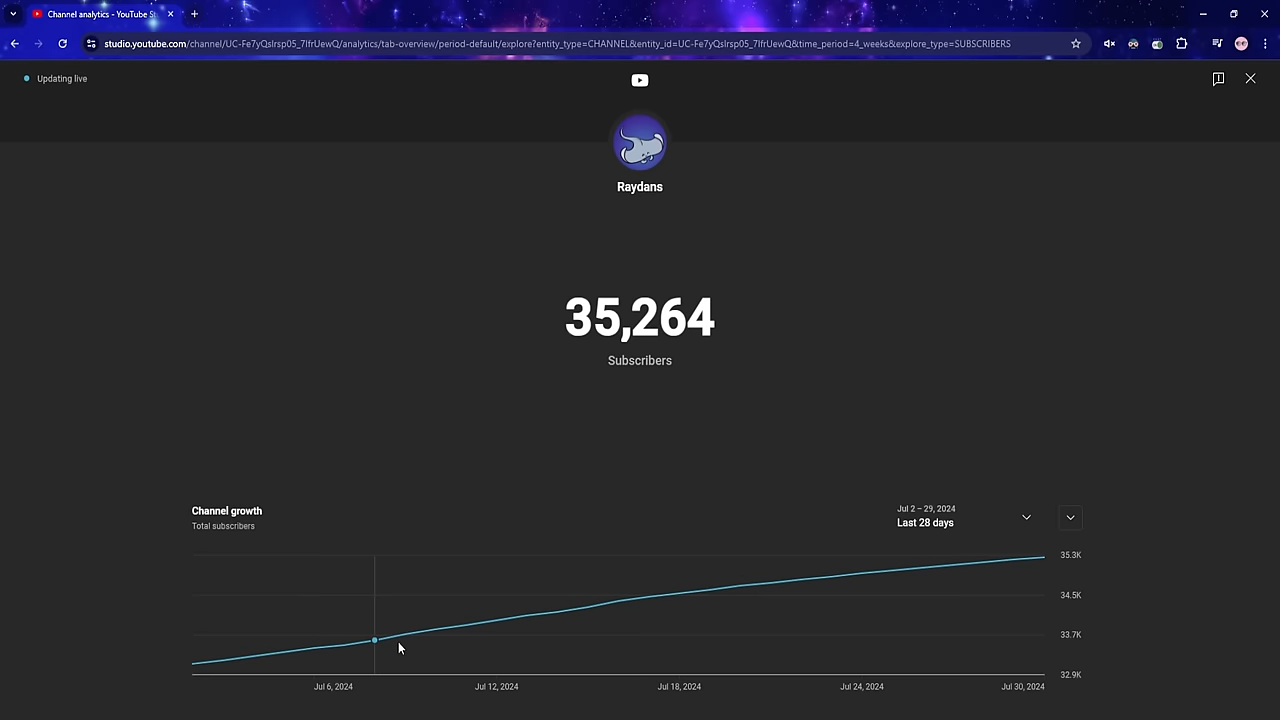 Channel analytics - YouTube St
studio.youtube.com/channel/UC-Fe7yQsIrsp05_7IfrUewQ/analytics/tab-overview/period-default/explore?entity_type=CHANNEL&entity_id=UC-Fe7yQsIrsp05_7IfrUewQ&time_period=4_weeks&explore_type=SUBSCRIBERS
Updating live
Raydans
35,264
Subscribers
Channel growth
Total subscribers
Jul 2 – 29, 2024
Last 28 days
35.3K
34.5K
33.7K
32.9K
Jul 6, 2024
Jul 12, 2024
Jul 18, 2024
Jul 24, 2024
Jul 30, 2024